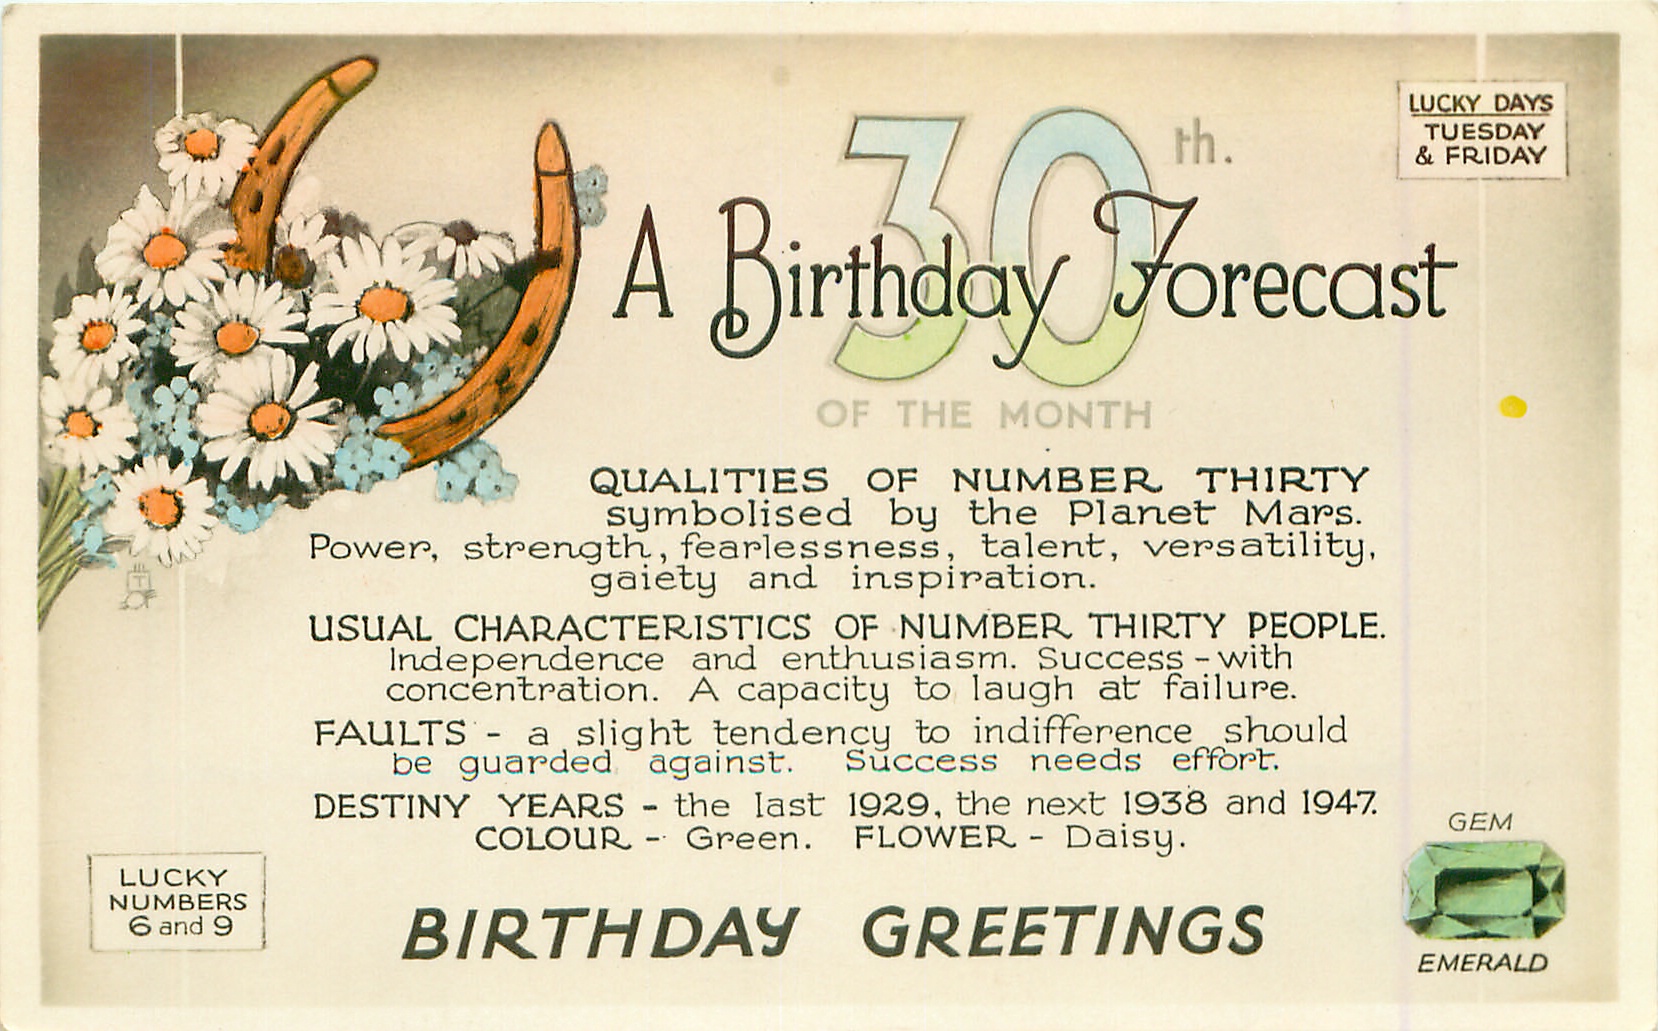 LUCKY DAYS
TUESDAY
& FRIDAY
30th.
A Birthday Forecast
OF THE MONTH
QUALITIES OF NUMBER THIRTY
symbolised by the Planet Mars.
Power, strength, fearlessness, talent, versatility,
gaiety and inspiration.
USUAL CHARACTERISTICS OF NUMBER THIRTY PEOPLE.
Independence and enthusiasm. Success - with
concentration. A capacity to laugh at failure.
FAULTS - a slight tendency to indifference should
be guarded against. Success needs effort.
DESTINY YEARS - the last 1929, the next 1938 and 1947.
COLOUR - Green. FLOWER - Daisy.
LUCKY
NUMBERS
6 and 9
BIRTHDAY GREETINGS
GEM
EMERALD